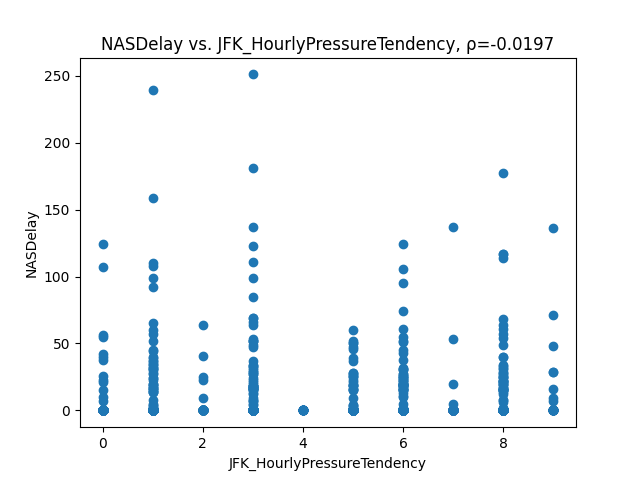 NASDelay vs. JFK_HourlyPressureTendency, ρ=-0.0197
250
200
150
100
50
0
NASDelay
0 2 4 6 8
JFK_HourlyPressureTendency